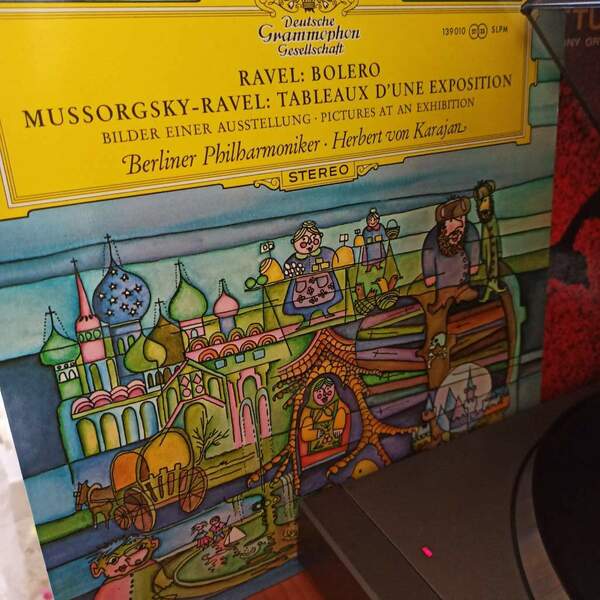 Deutsche
Grammophon
Gesellschaft
139 010 SLPM
RAVEL: BOLERO
MUSSORGSKY-RAVEL: TABLEAUX D'UNE EXPOSITION
BILDER EINER AUSSTELLUNG · PICTURES AT AN EXHIBITION
Berliner Philharmoniker · Herbert von Karajan
STEREO